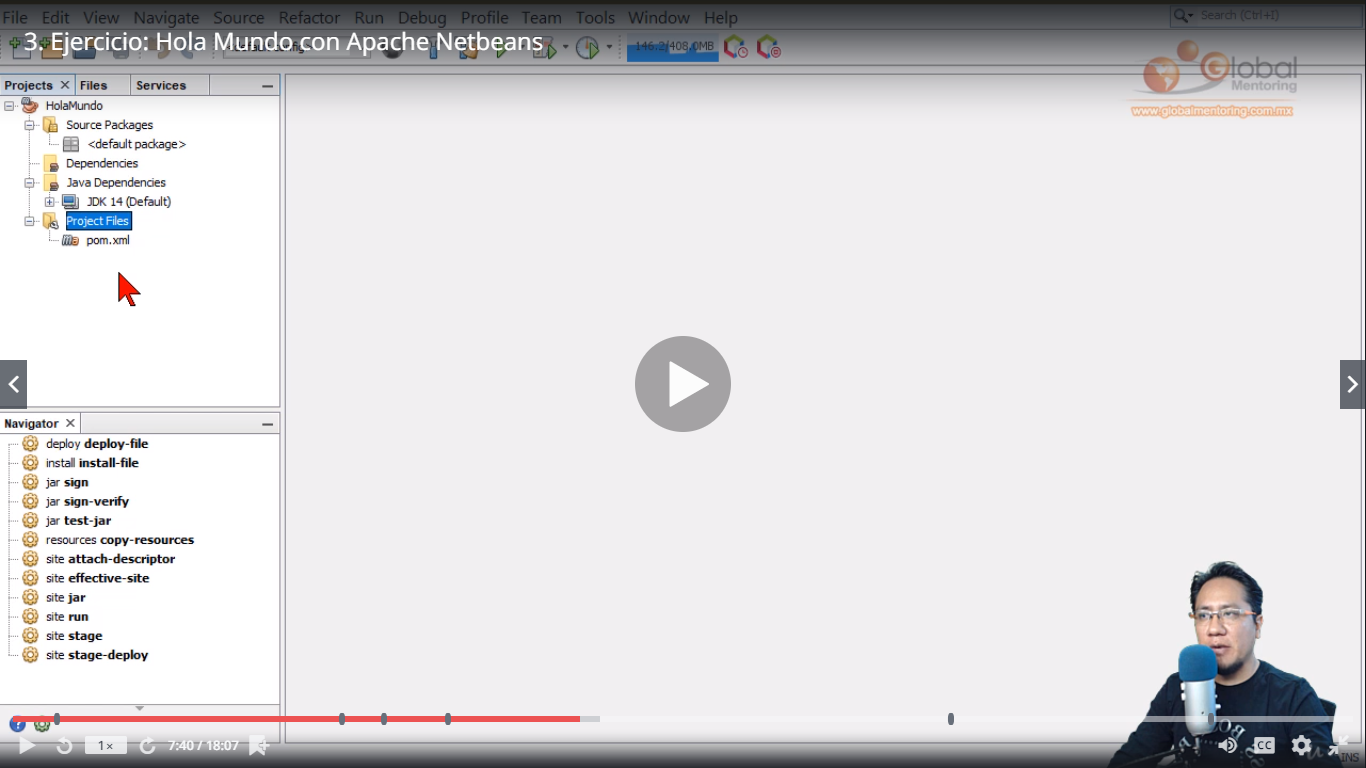 File Edit View Navigate Source Refactor Run Debug Profile Team Tools Window Help
Search (Ctrl+I)
3. Ejercicio: Hola Mundo con Apache Netbeans
146.2/408.0MB
Global
Mentoring
www.globalmentoring.com.mx
Projects Files Services
HolaMundo
Source Packages
<default package>
Dependencies
Java Dependencies
JDK 14 (Default)
Project Files
pom.xml
Navigator
deploy deploy-file
install install-file
jar sign
jar sign-verify
jar test-jar
resources copy-resources
site attach-descriptor
site effective-site
site jar
site run
site stage
site stage-deploy
1x
7:40 / 18:07
CC
INS